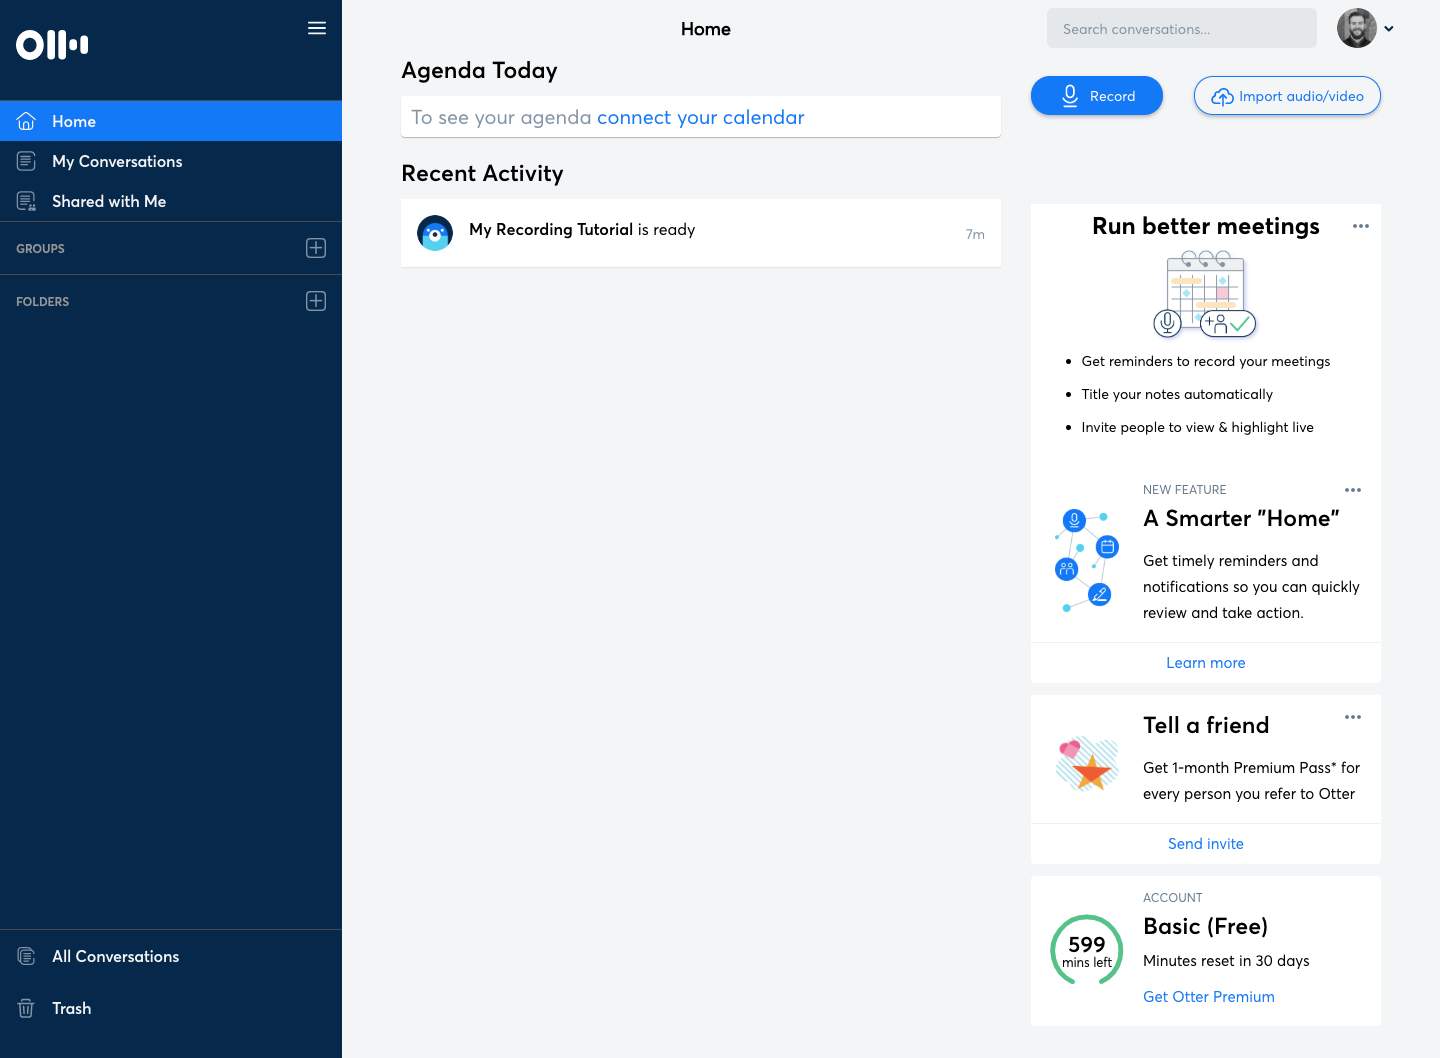 Home
Search conversations...
Home
My Conversations
Shared with Me
GROUPS
FOLDERS
All Conversations
Trash
Agenda Today
To see your agenda connect your calendar
Recent Activity
My Recording Tutorial is ready
7m
Record
Import audio/video
Run better meetings
Get reminders to record your meetings
Title your notes automatically
Invite people to view & highlight live
NEW FEATURE
A Smarter "Home"
Get timely reminders and
notifications so you can quickly
review and take action.
Learn more
Tell a friend
Get 1-month Premium Pass* for
every person you refer to Otter
Send invite
ACCOUNT
599
mins left
Basic (Free)
Minutes reset in 30 days
Get Otter Premium